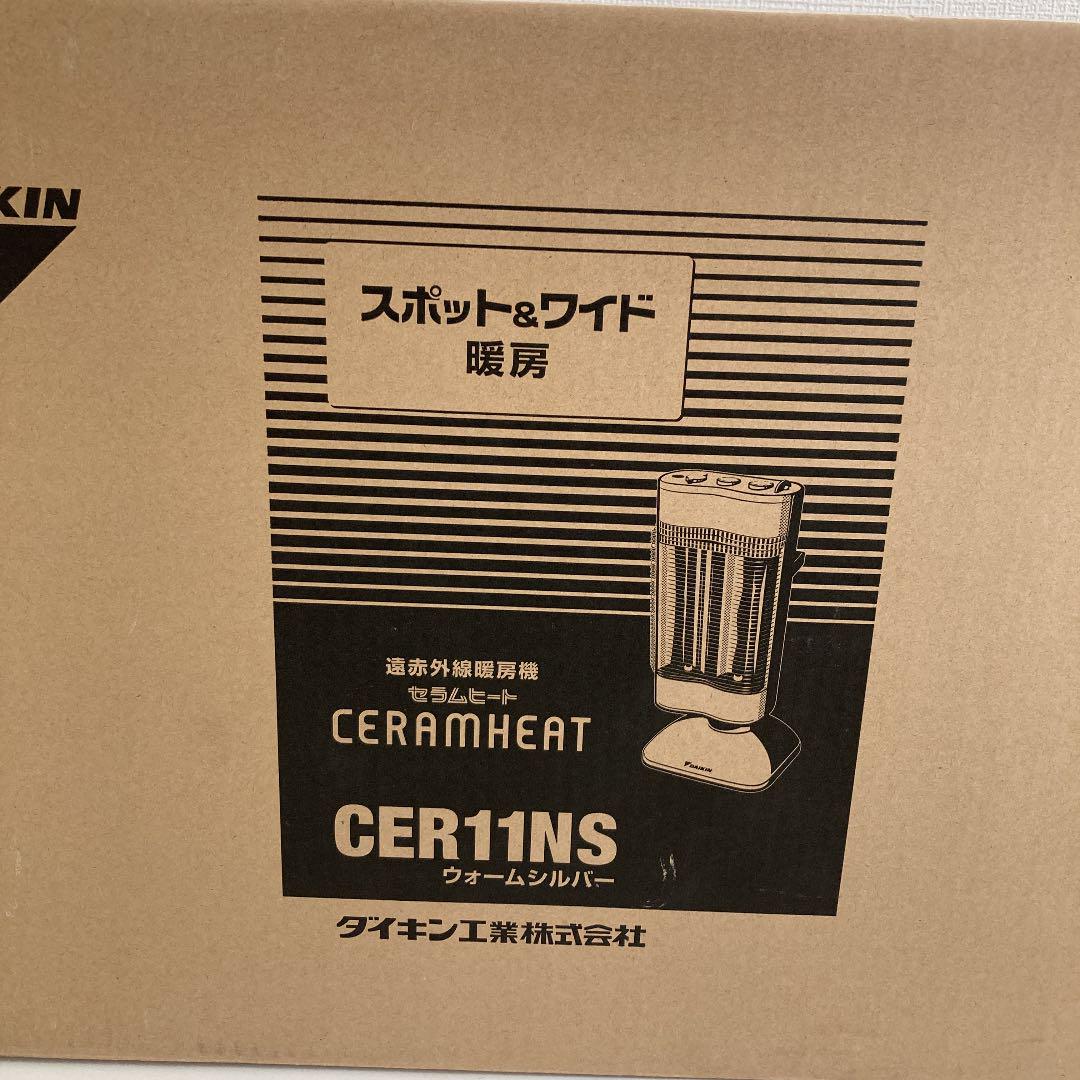 KIN
スポット&ワイド
暖房
遠赤外線暖房機
セラムヒート
CERAMHEAT
DAIKIN
CER11NS
ウォームシルバー
ダイキン工業株式会社